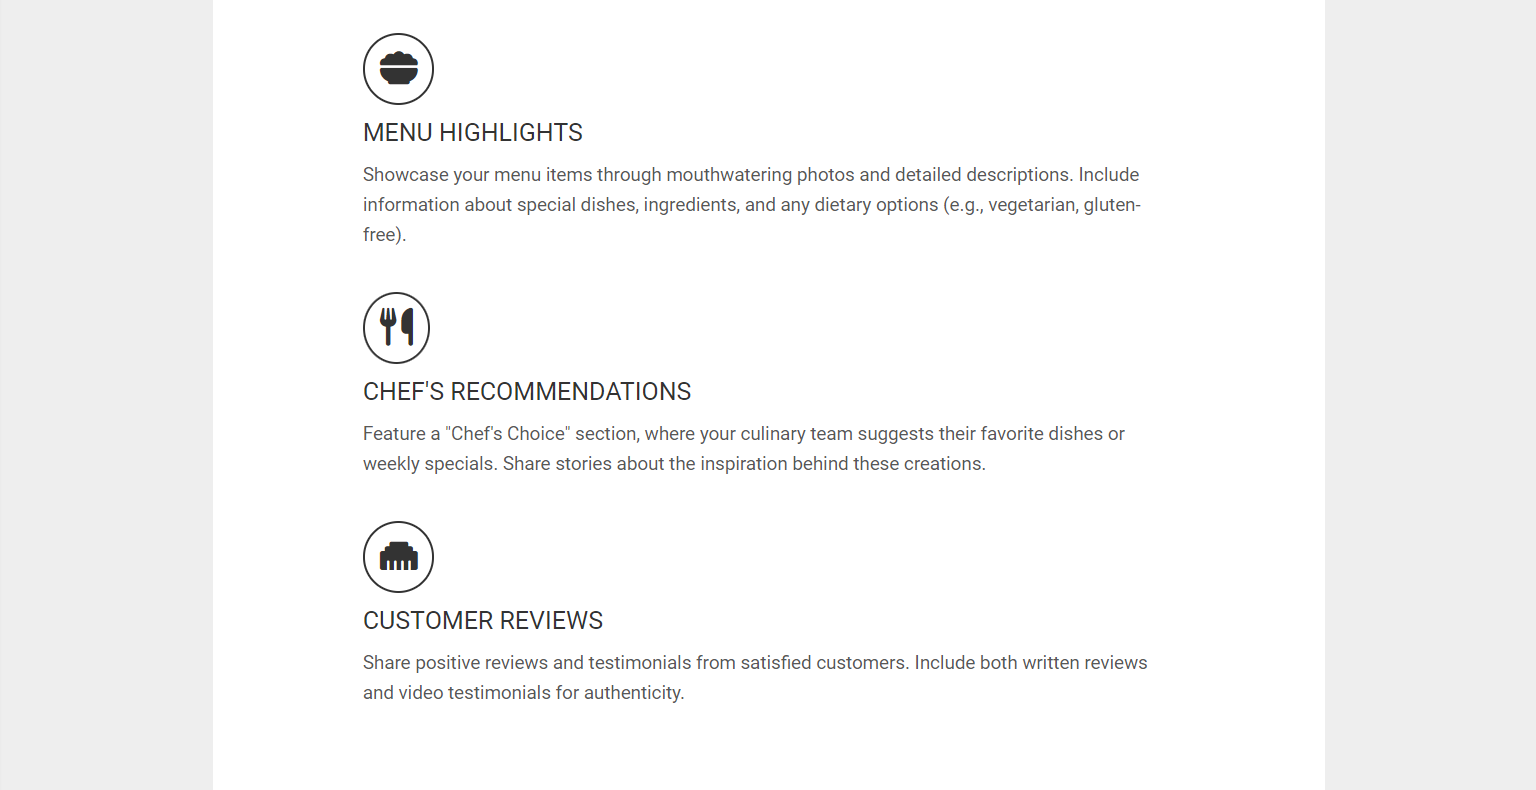 MENU HIGHLIGHTS
Showcase your menu items through mouthwatering photos and detailed descriptions. Include
information about special dishes, ingredients, and any dietary options (e.g., vegetarian, gluten-
free).
CHEF'S RECOMMENDATIONS
Feature a "Chef's Choice" section, where your culinary team suggests their favorite dishes or
weekly specials. Share stories about the inspiration behind these creations.
CUSTOMER REVIEWS
Share positive reviews and testimonials from satisfied customers. Include both written reviews
and video testimonials for authenticity.